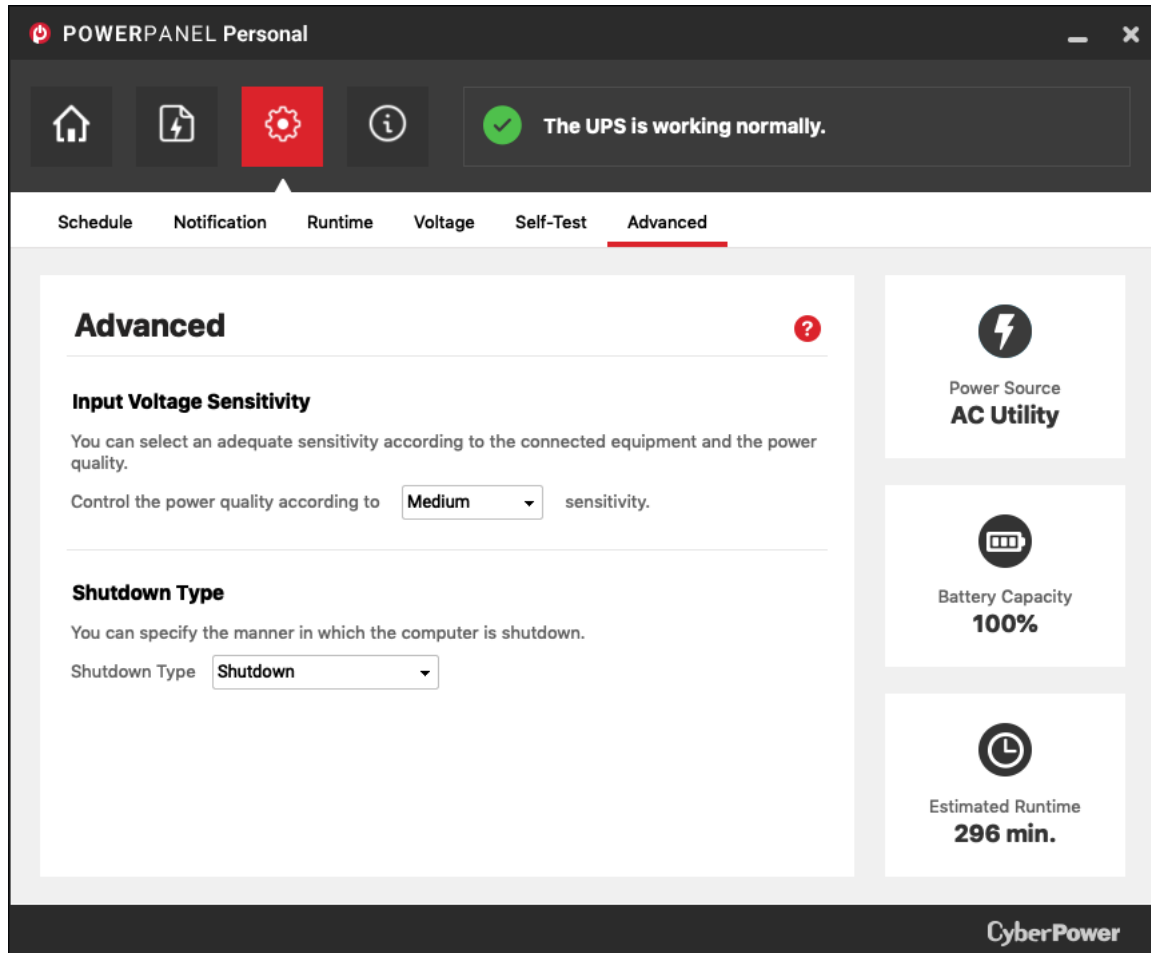 POWERPANEL Personal
The UPS is working normally.
Schedule Notification Runtime Voltage Self-Test Advanced
Advanced
?
Input Voltage Sensitivity
You can select an adequate sensitivity according to the connected equipment and the power
quality.
Control the power quality according to Medium sensitivity.
Shutdown Type
You can specify the manner in which the computer is shutdown.
Shutdown Type Shutdown
Power Source
AC Utility
Battery Capacity
100%
Estimated Runtime
296 min.
CyberPower